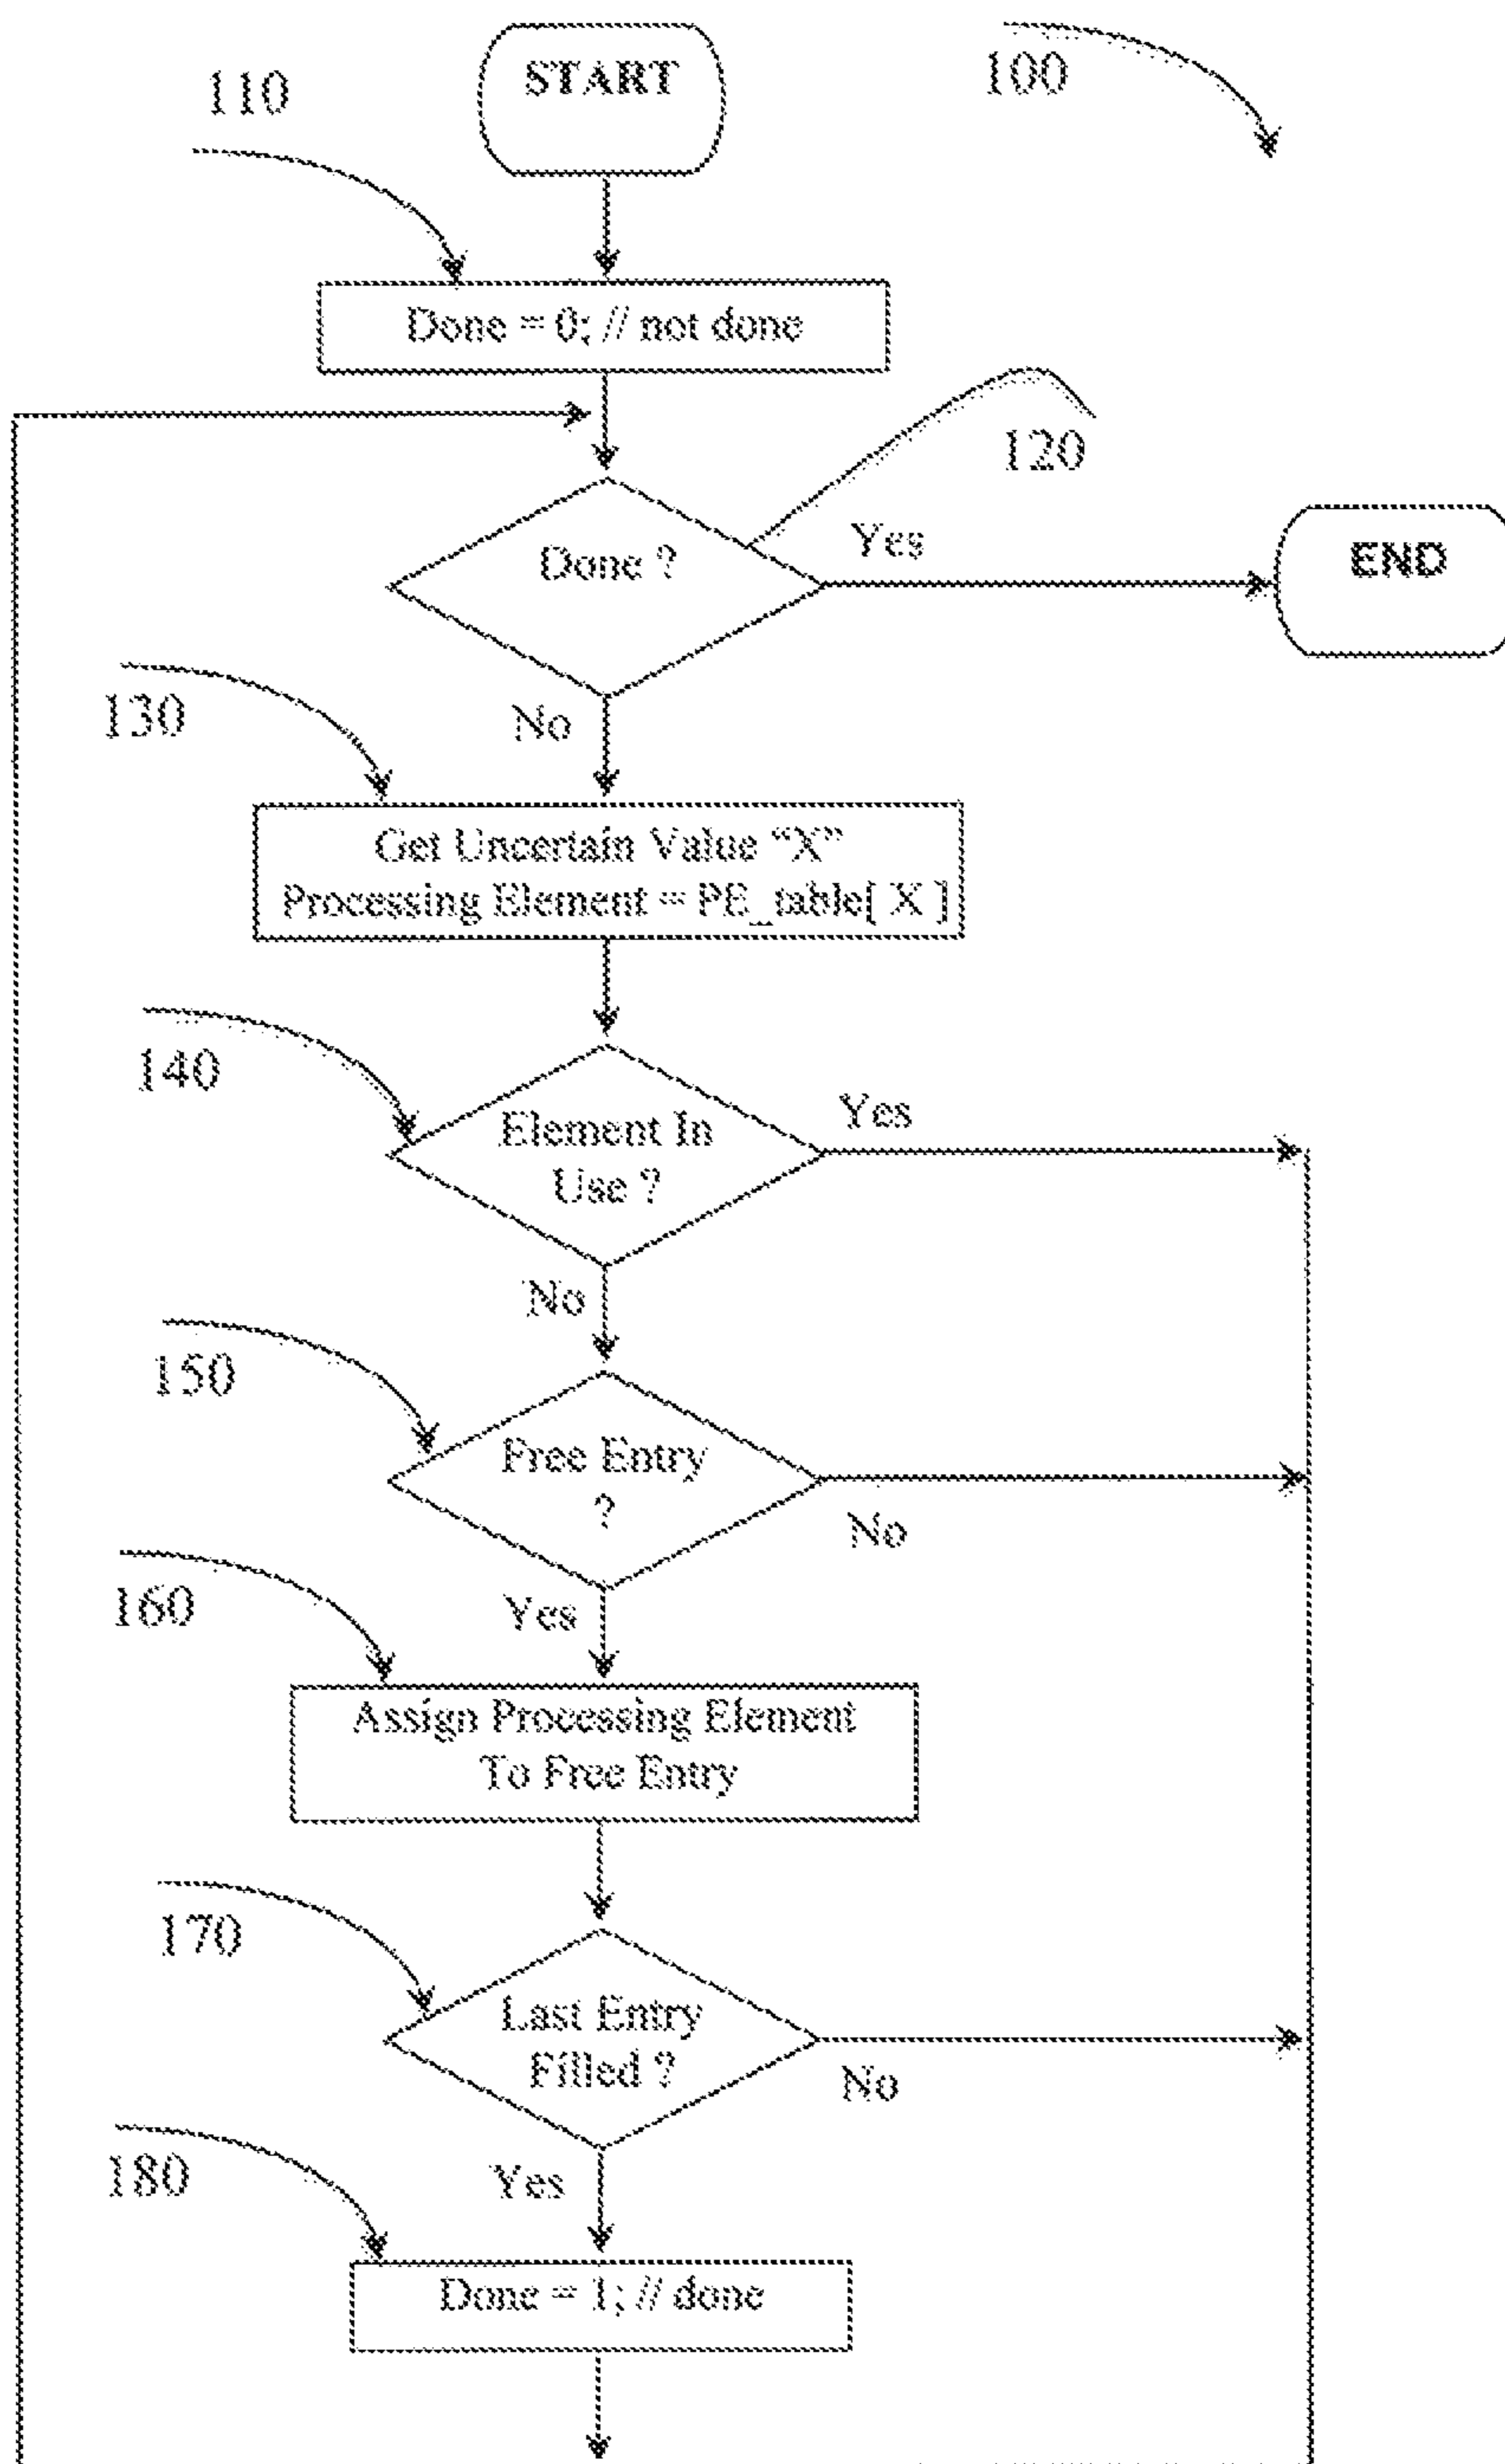 START
100
110
Done = 0; // not done
120
Done ?
Yes
END
130
No
Get Uncertain Value “X”
Processing Element = PE_table[ X ]
140
Element In
Use ?
Yes
No
150
Free Entry
?
No
160
Yes
Assign Processing Element
To Free Entry
170
Last Entry
Filled ?
No
180
Yes
Done = 1; // done